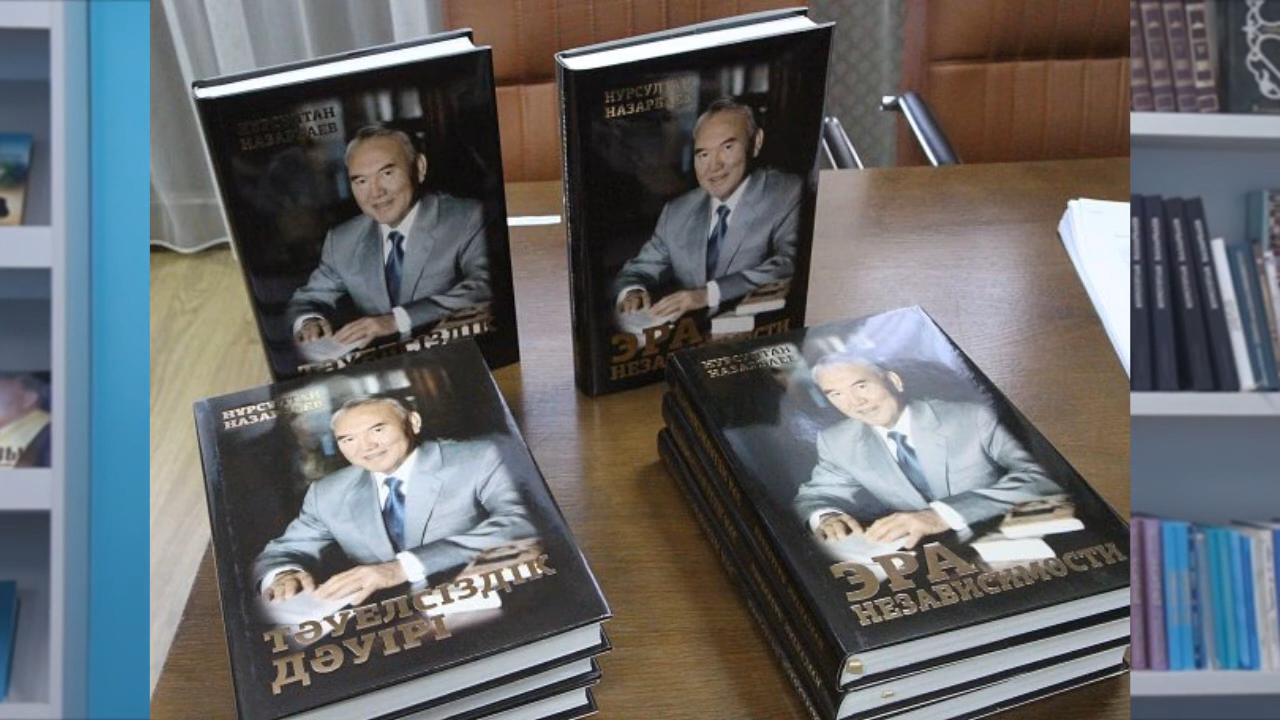 НУРСУЛТАН
НАЗАРБАЕВ
ТӘУЕЛСІЗДІК
НУРСУЛТАН
НАЗАРБАЕВ
ЭРА
НЕЗАВИСИМОСТИ
НУРСУЛТАН
НАЗАРБАЕВ
ТӘУЕЛСІЗДІК
ДӘУІРІ
НУРСУЛТАН
НАЗАРБАЕВ
ЭРА
НЕЗАВИСИМОСТИ